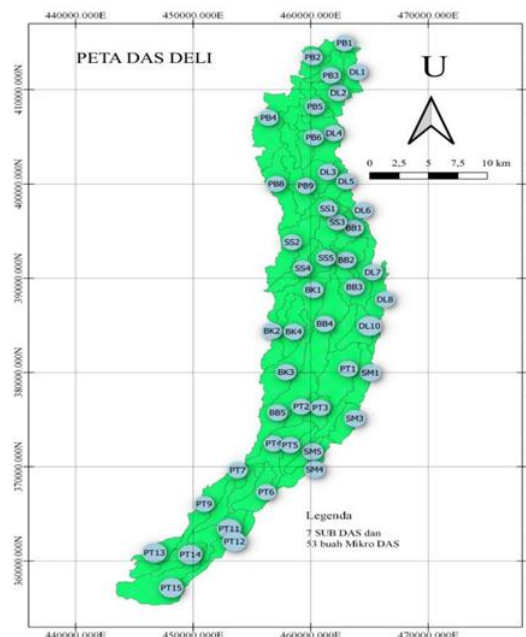 440000.000E 450000.000E 460000.000E 470000.000E
PETA DAS DELI
U
0 2,5 5 7,5 10 km
410000.000N
400000.000N
390000.000N
380000.000N
370000.000N
360000.000N
PB1
PB2
DL1
PB3
DL2
PB5
PB4
DL4
PB6
DL3
DL5
PB8
PB9
SS1
DL6
SS3
BB1
SS2
SS5
BB2
SS4
DL7
BK1
BB3
DL8
BB4
DL10
BK2
BK4
PT1
SM1
BK3
PT2
PT3
BB5
SM3
PT4
PT5
SM5
PT7
SM4
PT6
PT9
PT11
PT12
PT13
PT14
PT15
Legenda
7 SUB DAS dan
53 buah Mikro DAS
440000.000E 450000.000E 460000.000E 470000.000E